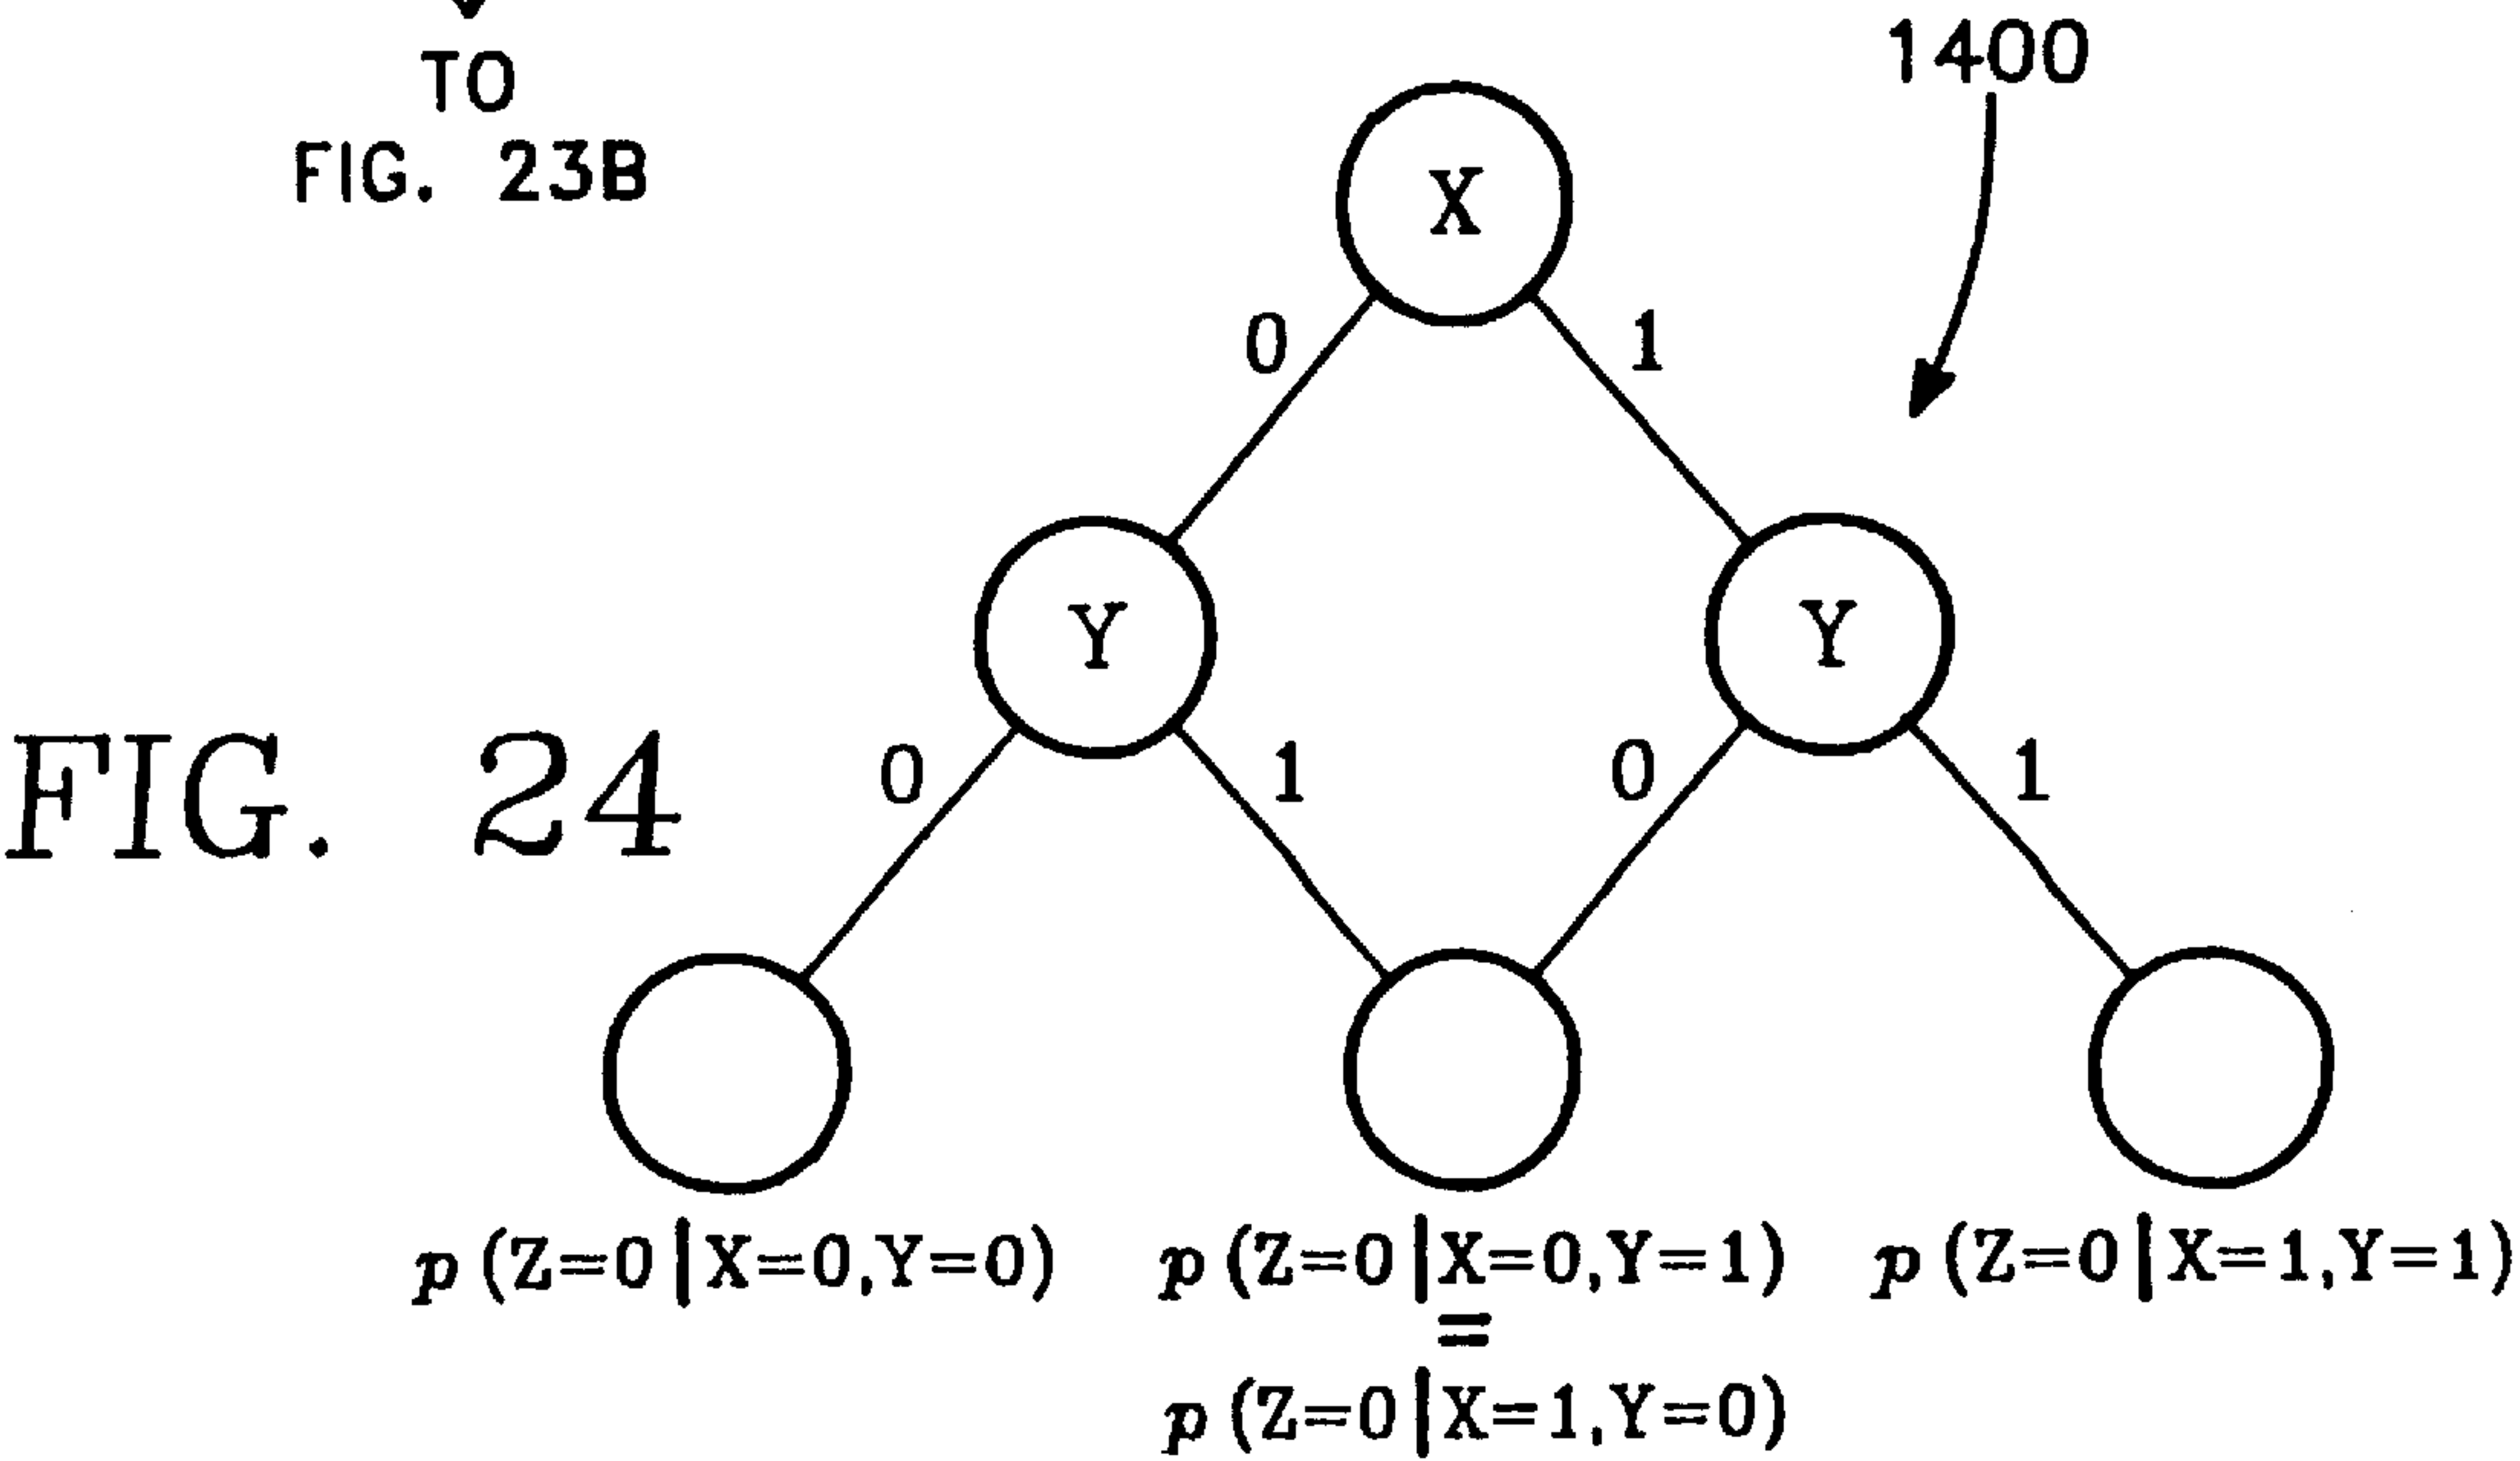 TO
FIG. 23B
1400
X
0 1
Y Y
FIG. 24
0 1 0 1
p(Z=0|X=0,Y=0) p(Z=0|X=0,Y=1) p(Z=0|X=1,Y=1)
=
p(Z=0|X=1,Y=0)